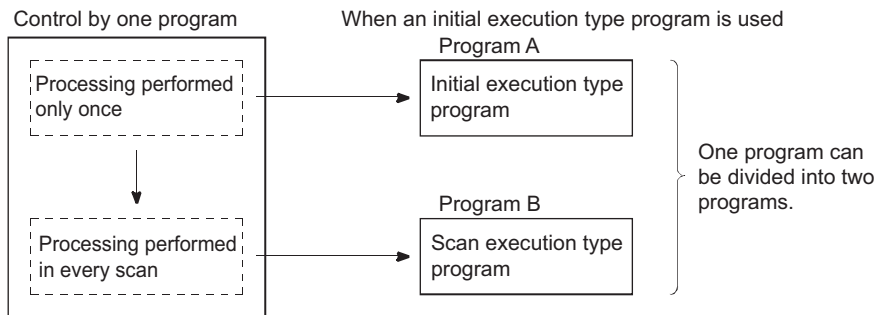 Control by one program
When an initial execution type program is used
Program A
Processing performed
only once
Initial execution type
program
One program can
be divided into two
programs.
Program B
Processing performed
in every scan
Scan execution type
program